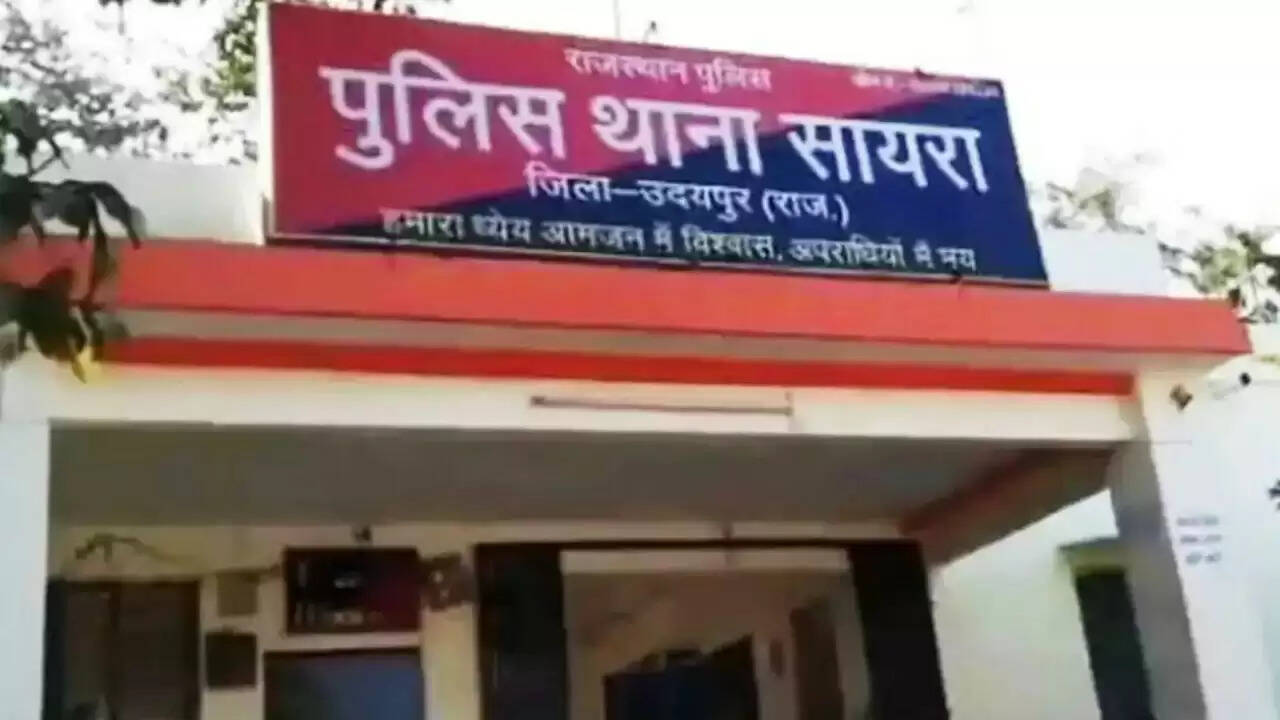 राजस्थान पुलिस
पुलिस थाना सायरा
जिला–उदयपुर (राज.)
हमारा ध्येय आमजन में विश्वास, अपराधियों में भय